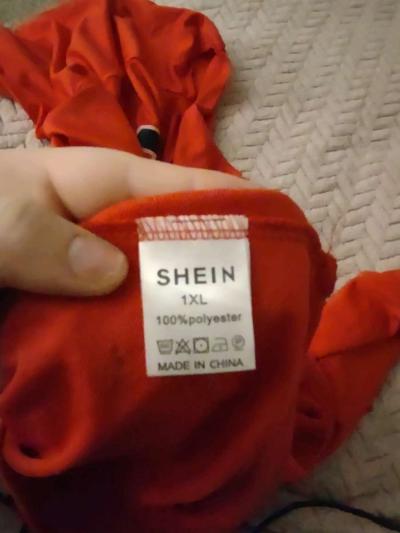 SHEIN
1XL
100%polyester
MADE IN CHINA